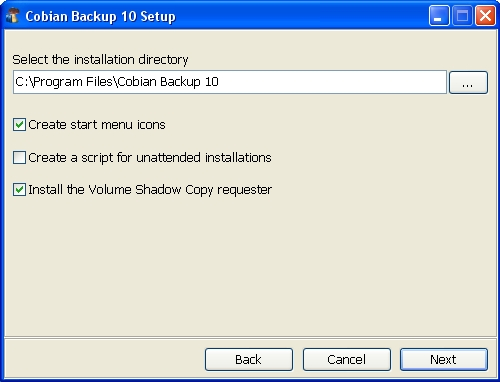 Cobian Backup 10 Setup
Select the installation directory
C:\Program Files\Cobian Backup 10
...
Create start menu icons
Create a script for unattended installations
Install the Volume Shadow Copy requester
Back Cancel Next